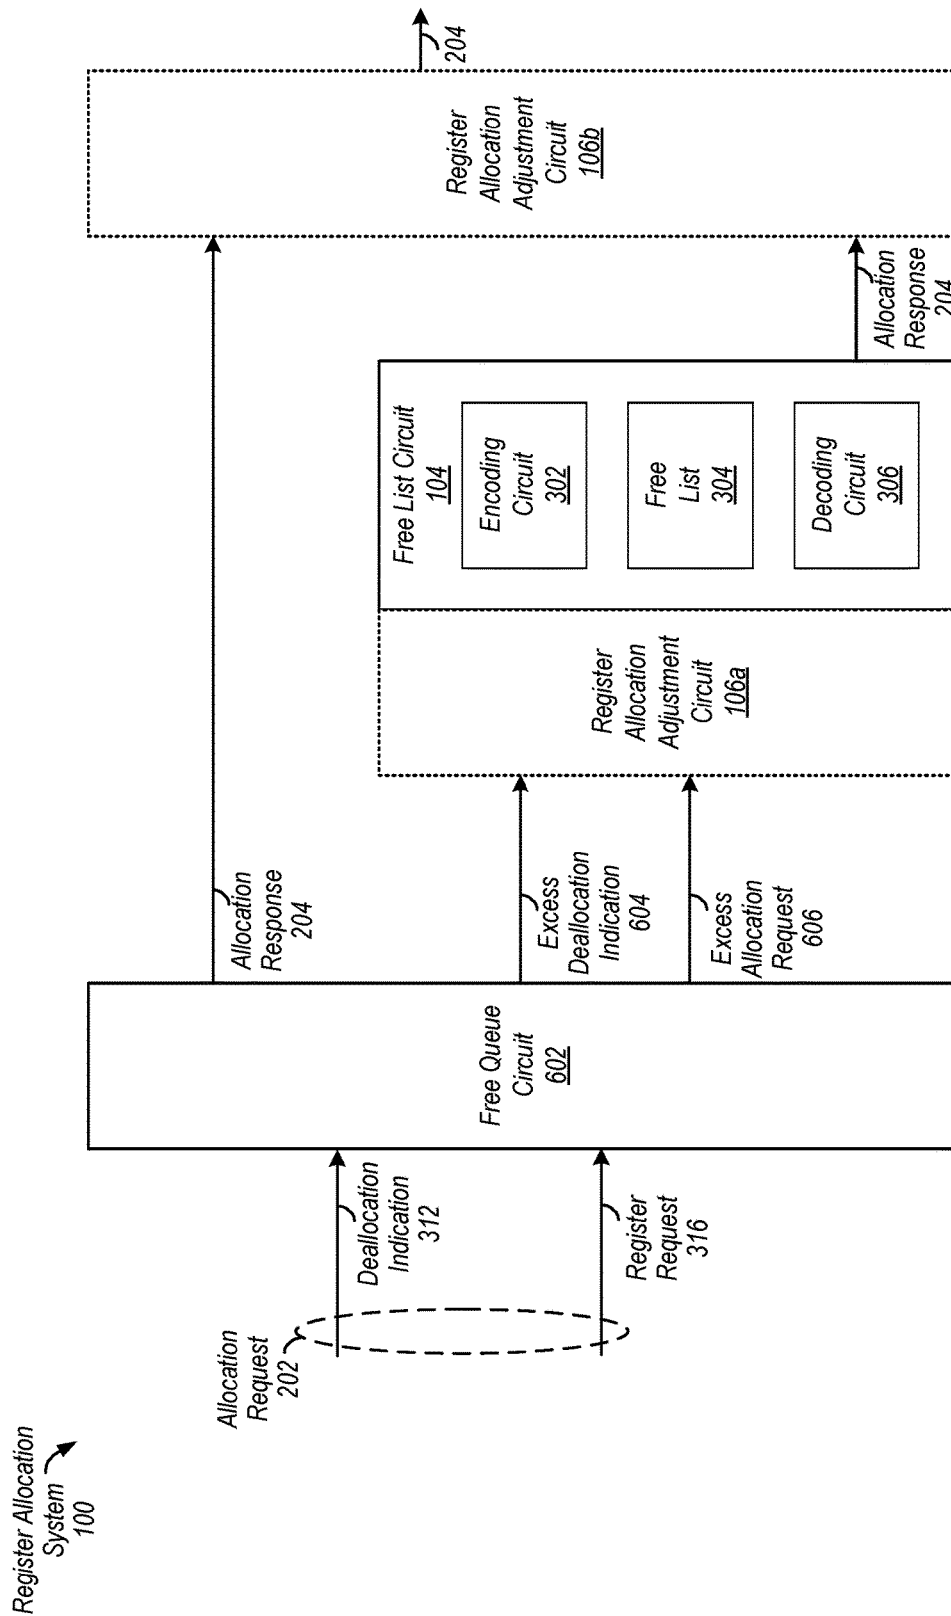 Register Allocation
System
100
Allocation
Request
202
Deallocation
Indication
312
Register
Request
316
Free Queue
Circuit
602
Allocation
Response
204
Excess
Deallocation
Indication
604
Excess
Allocation
Request
606
Register
Allocation
Adjustment
Circuit
106a
Free List Circuit
104
Encoding
Circuit
302
Free
List
304
Decoding
Circuit
306
Allocation
Response
204
Register
Allocation
Adjustment
Circuit
106b
204